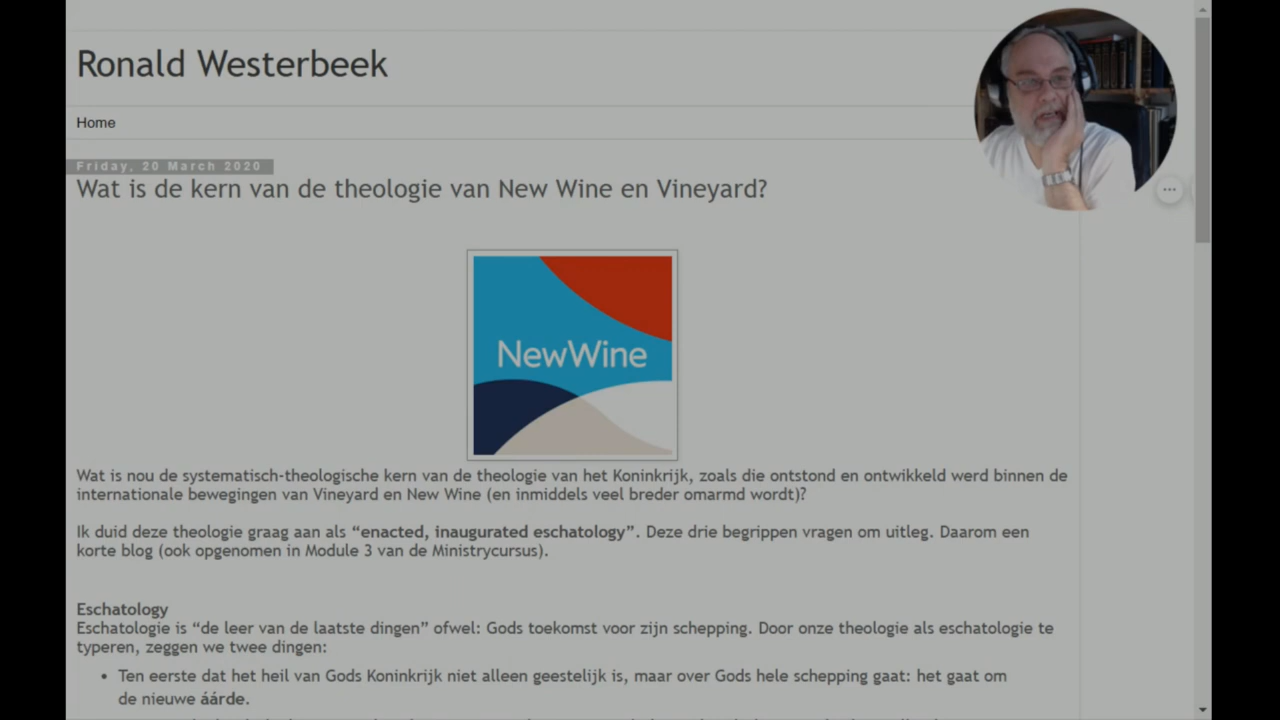 Ronald Westerbeek
Home
Friday, 20 March 2020
Wat is de kern van de theologie van New Wine en Vineyard?
NewWine
Wat is nou de systematisch-theologische kern van de theologie van het Koninkrijk, zoals die ontstond en ontwikkeld werd binnen de
internationale bewegingen van Vineyard en New Wine (en inmiddels veel breder omarmd wordt)?
Ik duid deze theologie graag aan als “enacted, inaugurated eschatology”. Deze drie begrippen vragen om uitleg. Daarom een
korte blog (ook opgenomen in Module 3 van de Ministrycursus).
Eschatology
Eschatologie is “de leer van de laatste dingen” ofwel: Gods toekomst voor zijn schepping. Door onze theologie als eschatologie te
typeren, zeggen we twee dingen:
• Ten eerste dat het heil van Gods Koninkrijk niet alleen geestelijk is, maar over Gods hele schepping gaat: het gaat om
de nieuwe áárde.